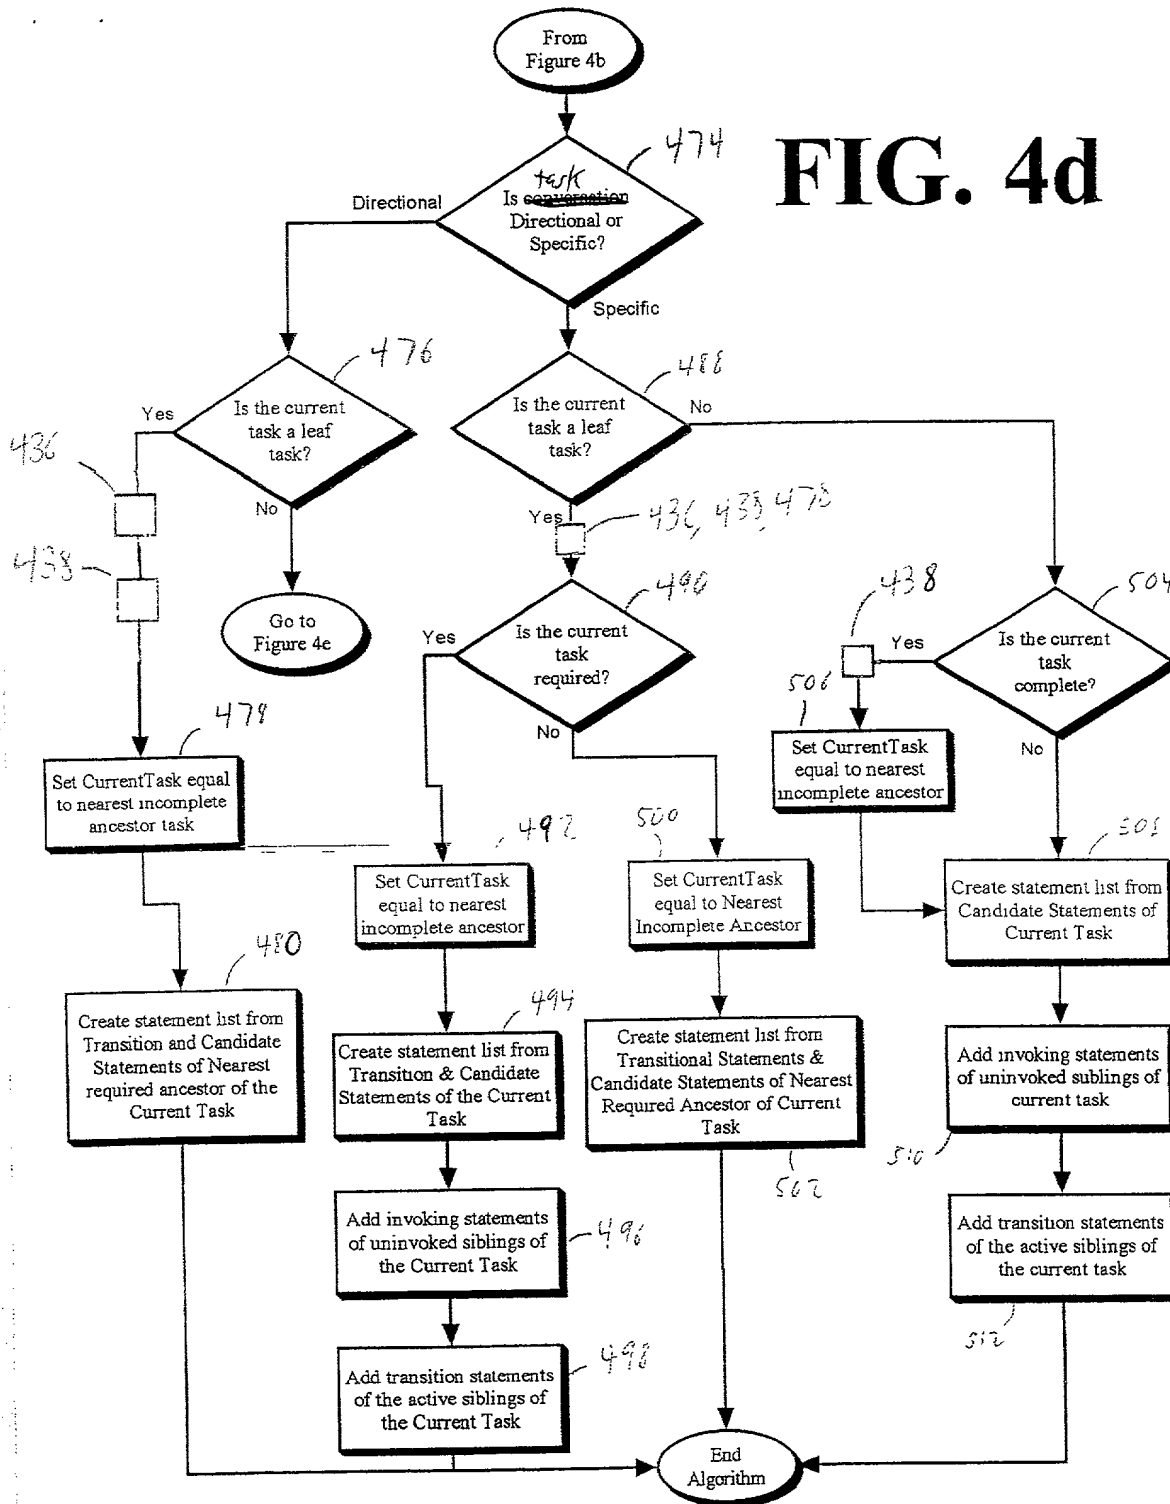 From
Figure 4b
474
FIG. 4d
task
Is conversation
Directional or
Specific?
Directional
Specific
476
Is the current
task a leaf
task?
Yes
No
436
438
Go to
Figure 4e
488
Is the current
task a leaf
task?
No
Yes
436, 438, 478
490
Is the current
task
required?
Yes
No
438
504
Is the current
task
complete?
Yes
No
506
Set CurrentTask
equal to nearest
incomplete ancestor
478
Set CurrentTask equal
to nearest incomplete
ancestor task
492
Set CurrentTask
equal to nearest
incomplete ancestor
500
Set CurrentTask
equal to Nearest
Incomplete Ancestor
Create statement list from
Candidate Statements of
Current Task
480
Create statement list from
Transition and Candidate
Statements of Nearest
required ancestor of the
Current Task
494
Create statement list from
Transition & Candidate
Statements of the Current
Task
Create statement list from
Transitional Statements &
Candidate Statements of Nearest
Required Ancestor of Current
Task
502
Add invoking statements
of uninvoked sublings of
current task
510
Add invoking statements
of uninvoked siblings of
the Current Task
496
Add transition statements
of the active siblings of
the current task
512
Add transition statements
of the active siblings of
the Current Task
498
End
Algorithm